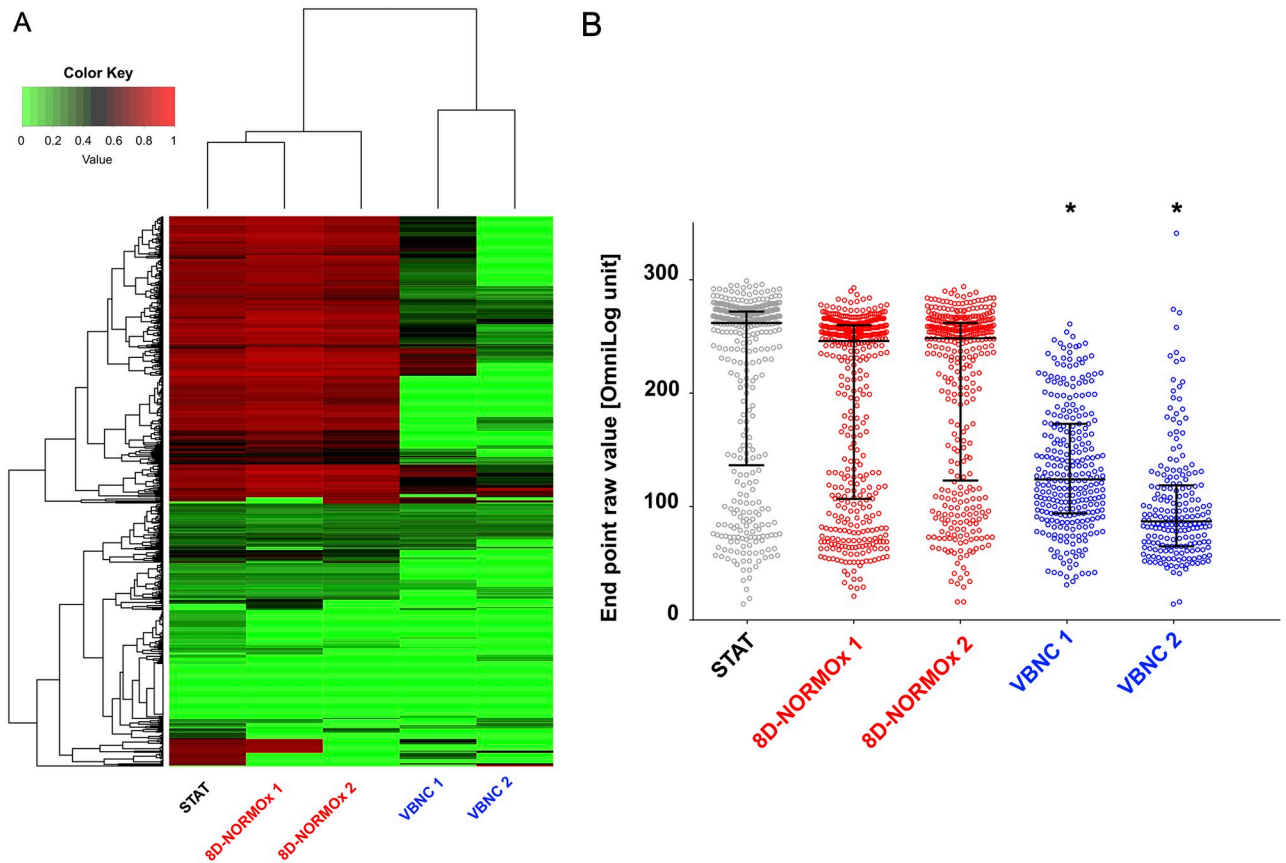 A
Color Key
0 0.2 0.4 0.6 0.8 1
Value
STAT
8D-NORMOx 1
8D-NORMOx 2
VBNC 1
VBNC 2
B
* *
End point raw value [OmniLog unit]
300
200
100
0
STAT
8D-NORMOx 1
8D-NORMOx 2
VBNC 1
VBNC 2